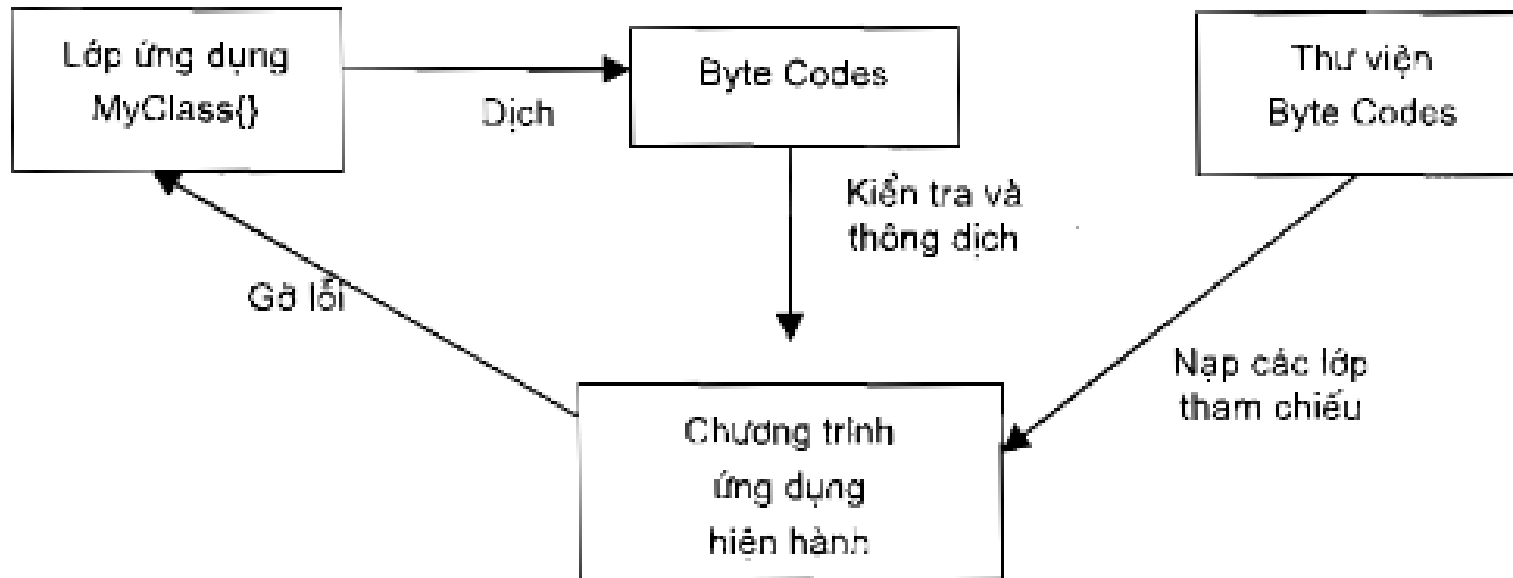 Lớp ứng dụng
MyClass{}
Dịch
Byte Codes
Thư viện
Byte Codes
Kiển tra và
thông dịch
Gỡ lỗi
Nạp các lớp
tham chiếu
Chương trình
ứng dụng
hiện hành